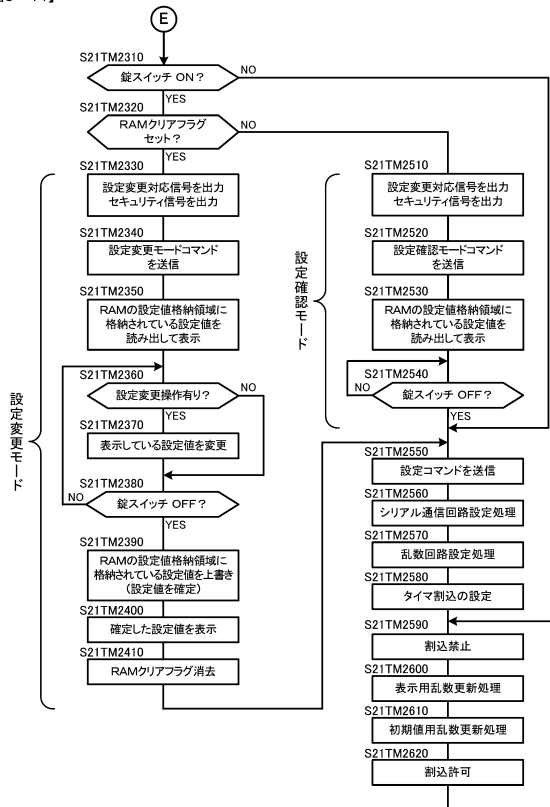 E
S21TM2310
錠スイッチ ON？
NO
YES
S21TM2320
RAMクリアフラグ
セット？
NO
YES
設定変更モード
S21TM2330
設定変更対応信号を出力
セキュリティ信号を出力
S21TM2340
設定変更モードコマンド
を送信
S21TM2350
RAMの設定値格納領域に
格納されている設定値を
読み出して表示
S21TM2360
設定変更操作有り？
NO
YES
S21TM2370
表示している設定値を変更
S21TM2380
NO
錠スイッチ OFF？
YES
S21TM2390
RAMの設定値格納領域に
格納されている設定値を上書き
(設定値を確定)
S21TM2400
確定した設定値を表示
S21TM2410
RAMクリアフラグ消去
設定確認モード
S21TM2510
設定変更対応信号を出力
セキュリティ信号を出力
S21TM2520
設定確認モードコマンド
を送信
S21TM2530
RAMの設定値格納領域に
格納されている設定値を
読み出して表示
S21TM2540
NO
錠スイッチ OFF？
YES
S21TM2550
設定コマンドを送信
S21TM2560
シリアル通信回路設定処理
S21TM2570
乱数回路設定処理
S21TM2580
タイマ割込の設定
S21TM2590
割込禁止
S21TM2600
表示用乱数更新処理
S21TM2610
初期値用乱数更新処理
S21TM2620
割込許可